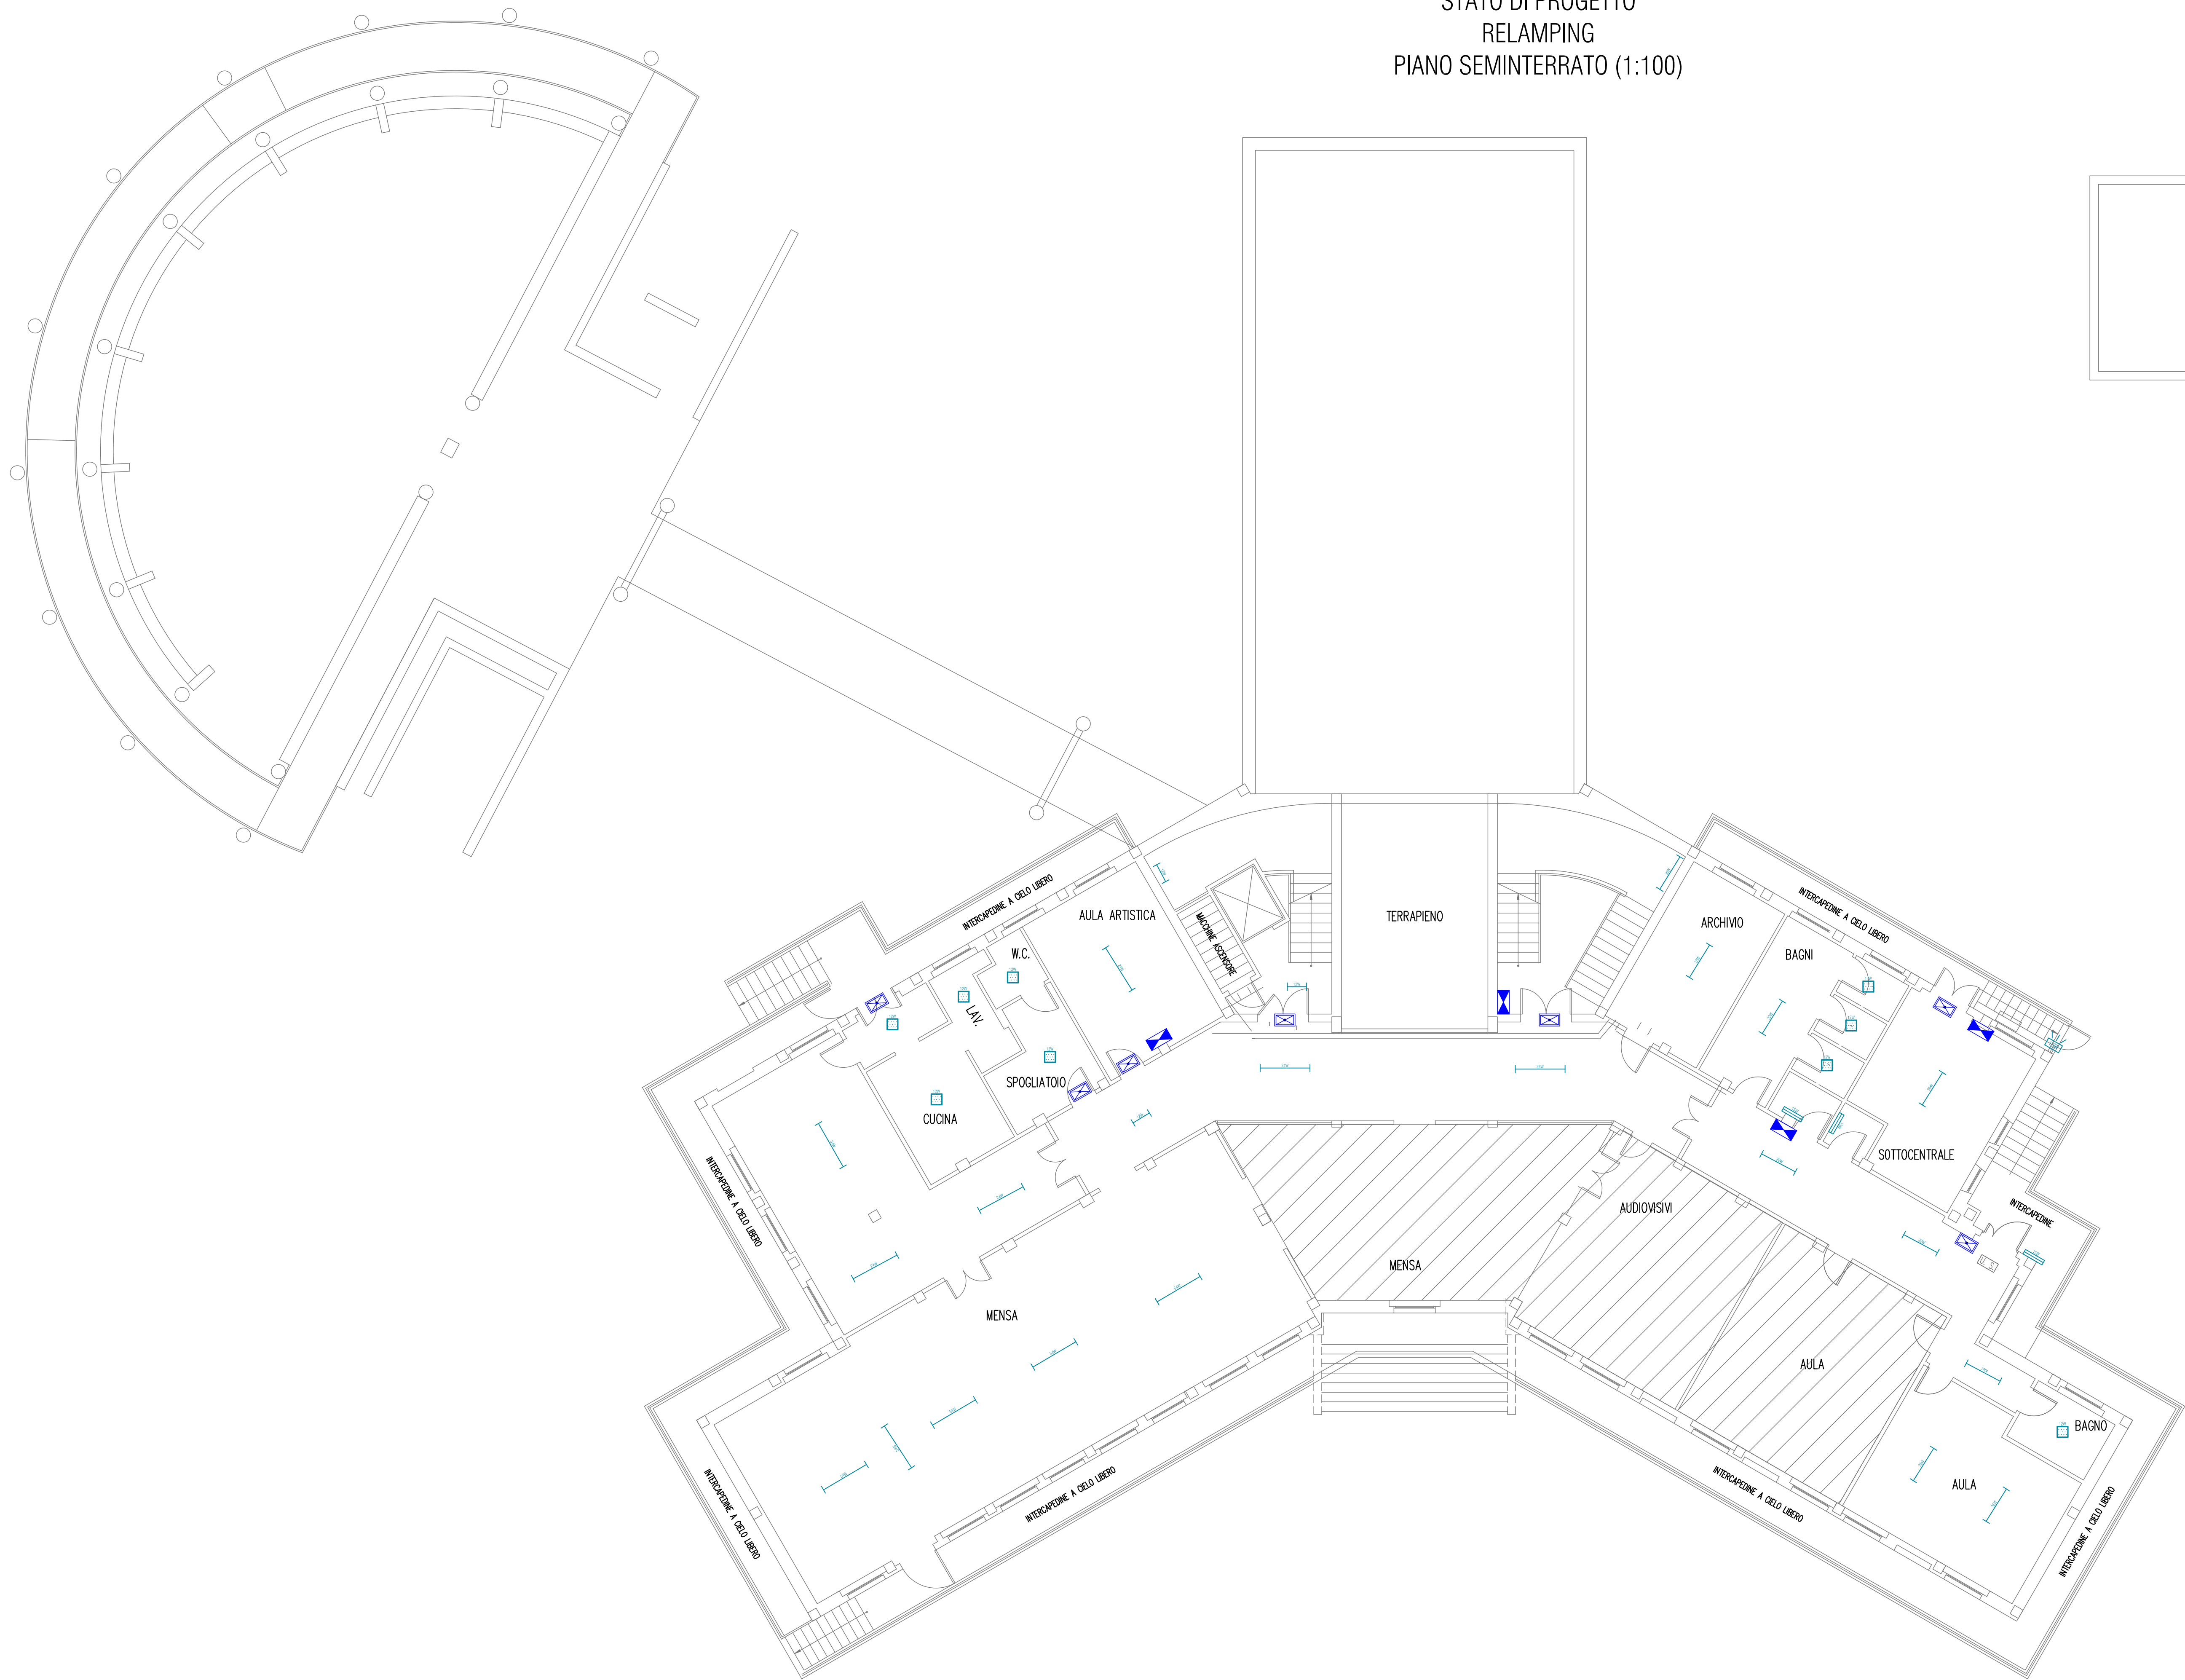 STATO DI PROGETTO
RELAMPING
PIANO SEMINTERRATO (1:100)
INTERCAPEDINE A CIELO LIBERO
AULA ARTISTICA
MACCHINE ASCENSORE
TERRAPIENO
ARCHIVIO
INTERCAPEDINE A CIELO LIBERO
BAGNI
W.C.
LAV.
SPOGLIATOIO
CUCINA
SOTTOCENTRALE
INTERCAPEDINE A CIELO LIBERO
INTERCAPEDINE
AUDIOVISIVI
MENSA
U.S.
MENSA
AULA
BAGNO
AULA
INTERCAPEDINE A CIELO LIBERO
INTERCAPEDINE A CIELO LIBERO
INTERCAPEDINE A CIELO LIBERO
INTERCAPEDINE A CIELO LIBERO